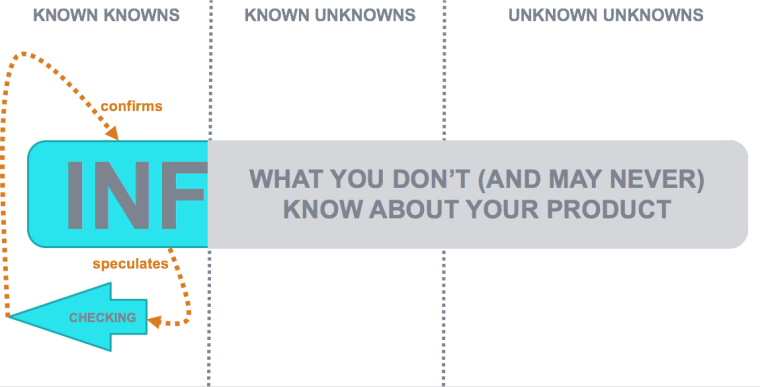 KNOWN KNOWNS
KNOWN UNKNOWNS
UNKNOWN UNKNOWNS
confirms
INF
WHAT YOU DON'T (AND MAY NEVER)
KNOW ABOUT YOUR PRODUCT
speculates
CHECKING